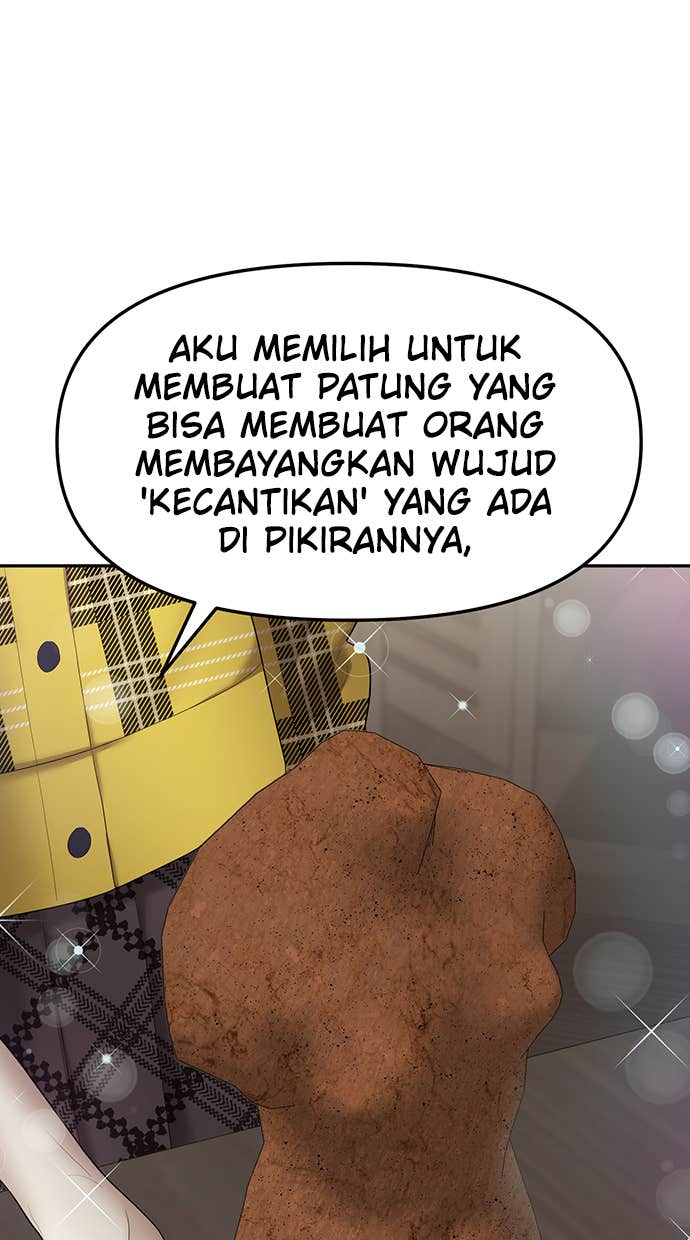 AKU MEMILIH UNTUK
MEMBUAT PATUNG YANG
BISA MEMBUAT ORANG
MEMBAYANGKAN WUJUD
'KECANTIKAN' YANG ADA
DI PIKIRANNYA,